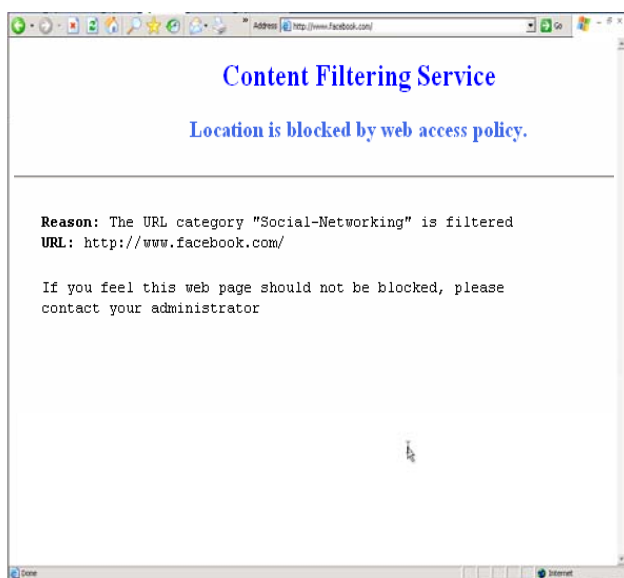 Address http://www.facebook.com/ Go
Content Filtering Service
Location is blocked by web access policy.
Reason: The URL category "Social-Networking" is filtered
URL: http://www.facebook.com/
If you feel this web page should not be blocked, please
contact your administrator
Done Internet